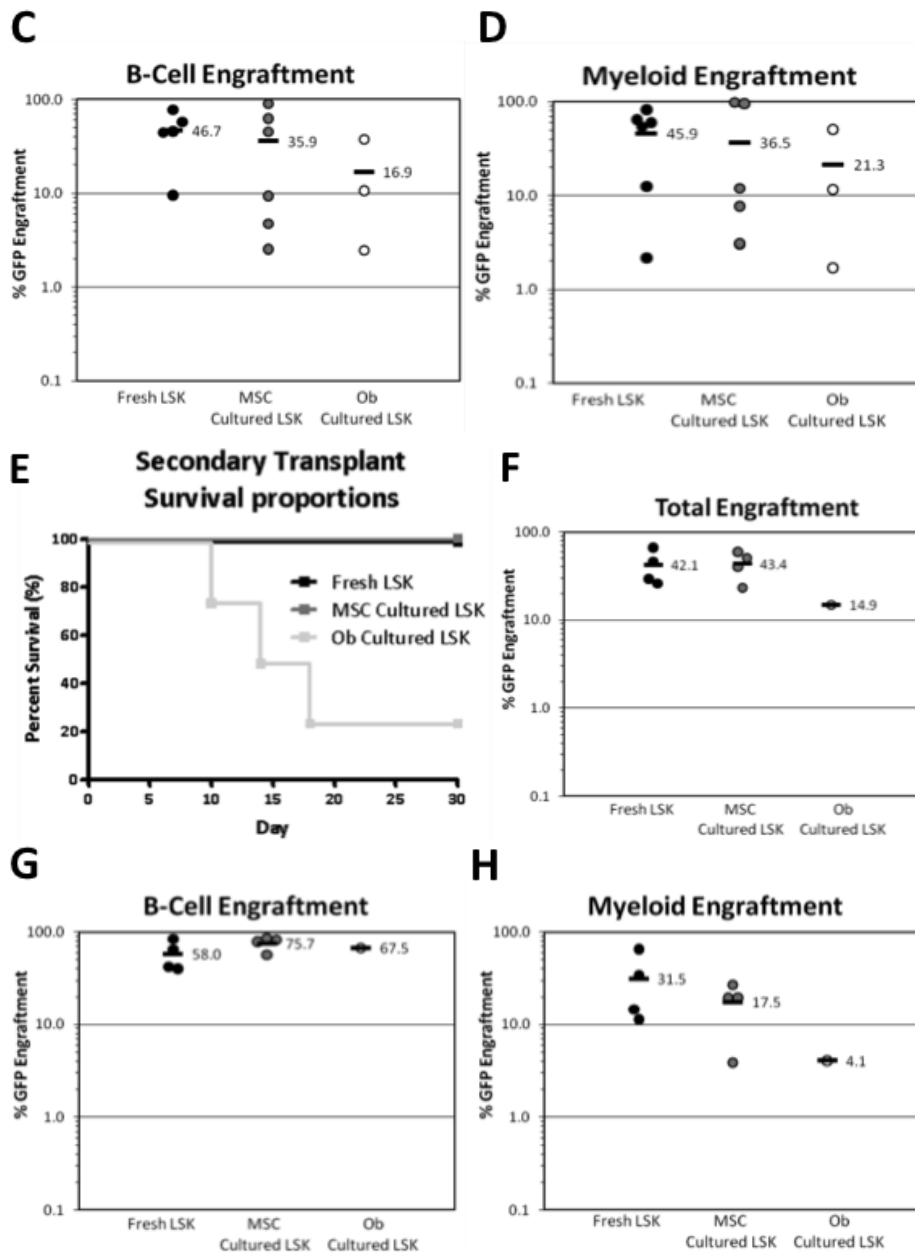 C
B-Cell Engraftment
% GFP Engraftment
100.0
10.0
1.0
0.1
46.7
35.9
16.9
Fresh LSK
MSC
Cultured LSK
Ob
Cultured LSK
D
Myeloid Engraftment
% GFP Engraftment
100.0
10.0
1.0
0.1
45.9
36.5
21.3
Fresh LSK
MSC
Cultured LSK
Ob
Cultured LSK
E
Secondary Transplant
Survival proportions
Percent Survival (%)
100
80
60
40
20
0
Fresh LSK
MSC Cultured LSK
Ob Cultured LSK
0 5 10 15 20 25 30
Day
F
Total Engraftment
% GFP Engraftment
100.0
10.0
1.0
0.1
42.1
43.4
14.9
Fresh LSK
MSC
Cultured LSK
Ob
Cultured LSK
G
B-Cell Engraftment
% GFP Engraftment
100.0
10.0
1.0
0.1
58.0
75.7
67.5
Fresh LSK
MSC
Cultured LSK
Ob
Cultured LSK
H
Myeloid Engraftment
% GFP Engraftment
100.0
10.0
1.0
0.1
31.5
17.5
4.1
Fresh LSK
MSC
Cultured LSK
Ob
Cultured LSK